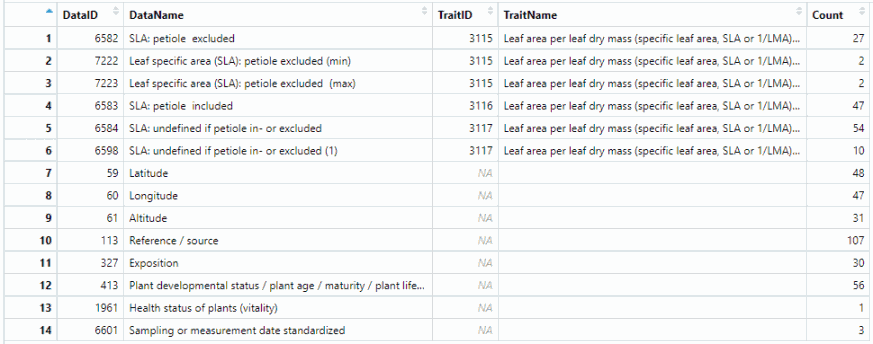 DataID DataName TraitID TraitName Count
1 6582 SLA: petiole excluded 3115 Leaf area per leaf dry mass (specific leaf area, SLA or 1/LMA)... 27
2 7222 Leaf specific area (SLA): petiole excluded (min) 3115 Leaf area per leaf dry mass (specific leaf area, SLA or 1/LMA)... 2
3 7223 Leaf specific area (SLA): petiole excluded (max) 3115 Leaf area per leaf dry mass (specific leaf area, SLA or 1/LMA)... 2
4 6583 SLA: petiole included 3116 Leaf area per leaf dry mass (specific leaf area, SLA or 1/LMA)... 47
5 6584 SLA: undefined if petiole in- or excluded 3117 Leaf area per leaf dry mass (specific leaf area, SLA or 1/LMA)... 54
6 6598 SLA: undefined if petiole in- or excluded (1) 3117 Leaf area per leaf dry mass (specific leaf area, SLA or 1/LMA)... 10
7 59 Latitude NA 48
8 60 Longitude NA 47
9 61 Altitude NA 31
10 113 Reference / source NA 107
11 327 Exposition NA 30
12 413 Plant developmental status / plant age / maturity / plant life... NA 56
13 1961 Health status of plants (vitality) NA 1
14 6601 Sampling or measurement date standardized NA 3